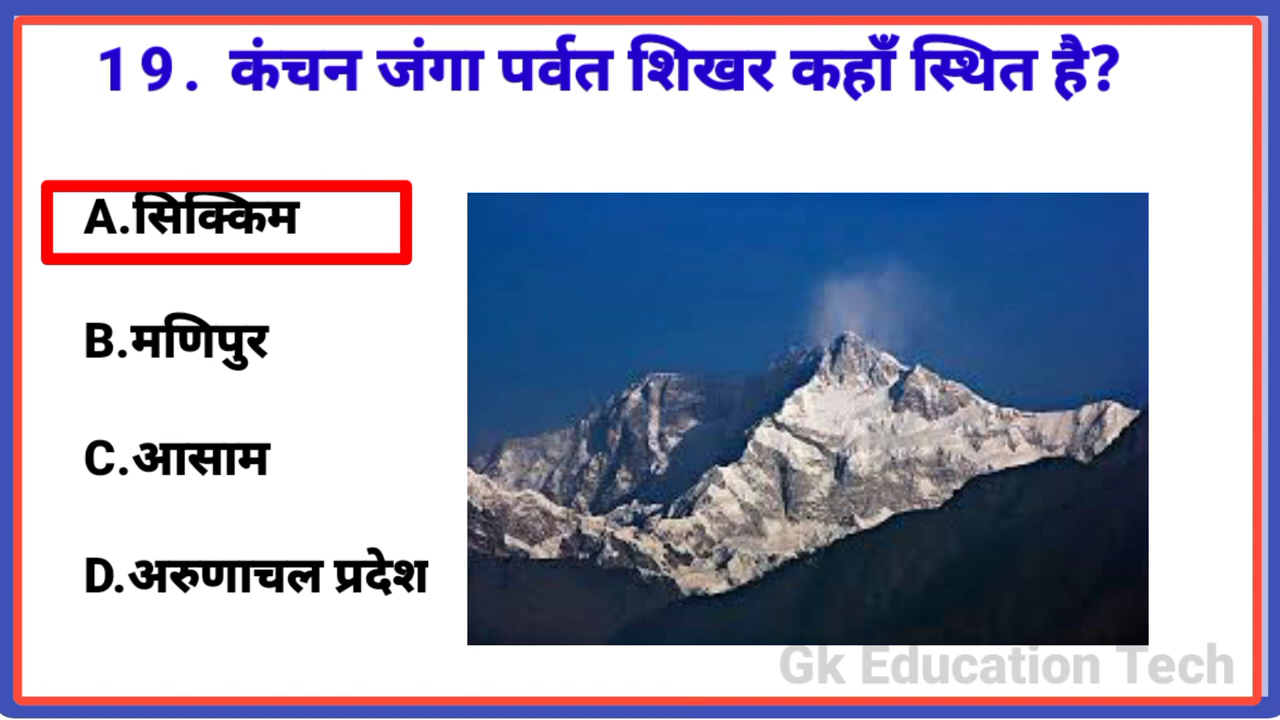 19. कंचन जंगा पर्वत शिखर कहाँ स्थित है?
A.सिक्किम
B.मणिपुर
C.आसाम
D.अरुणाचल प्रदेश
Gk Education Tech